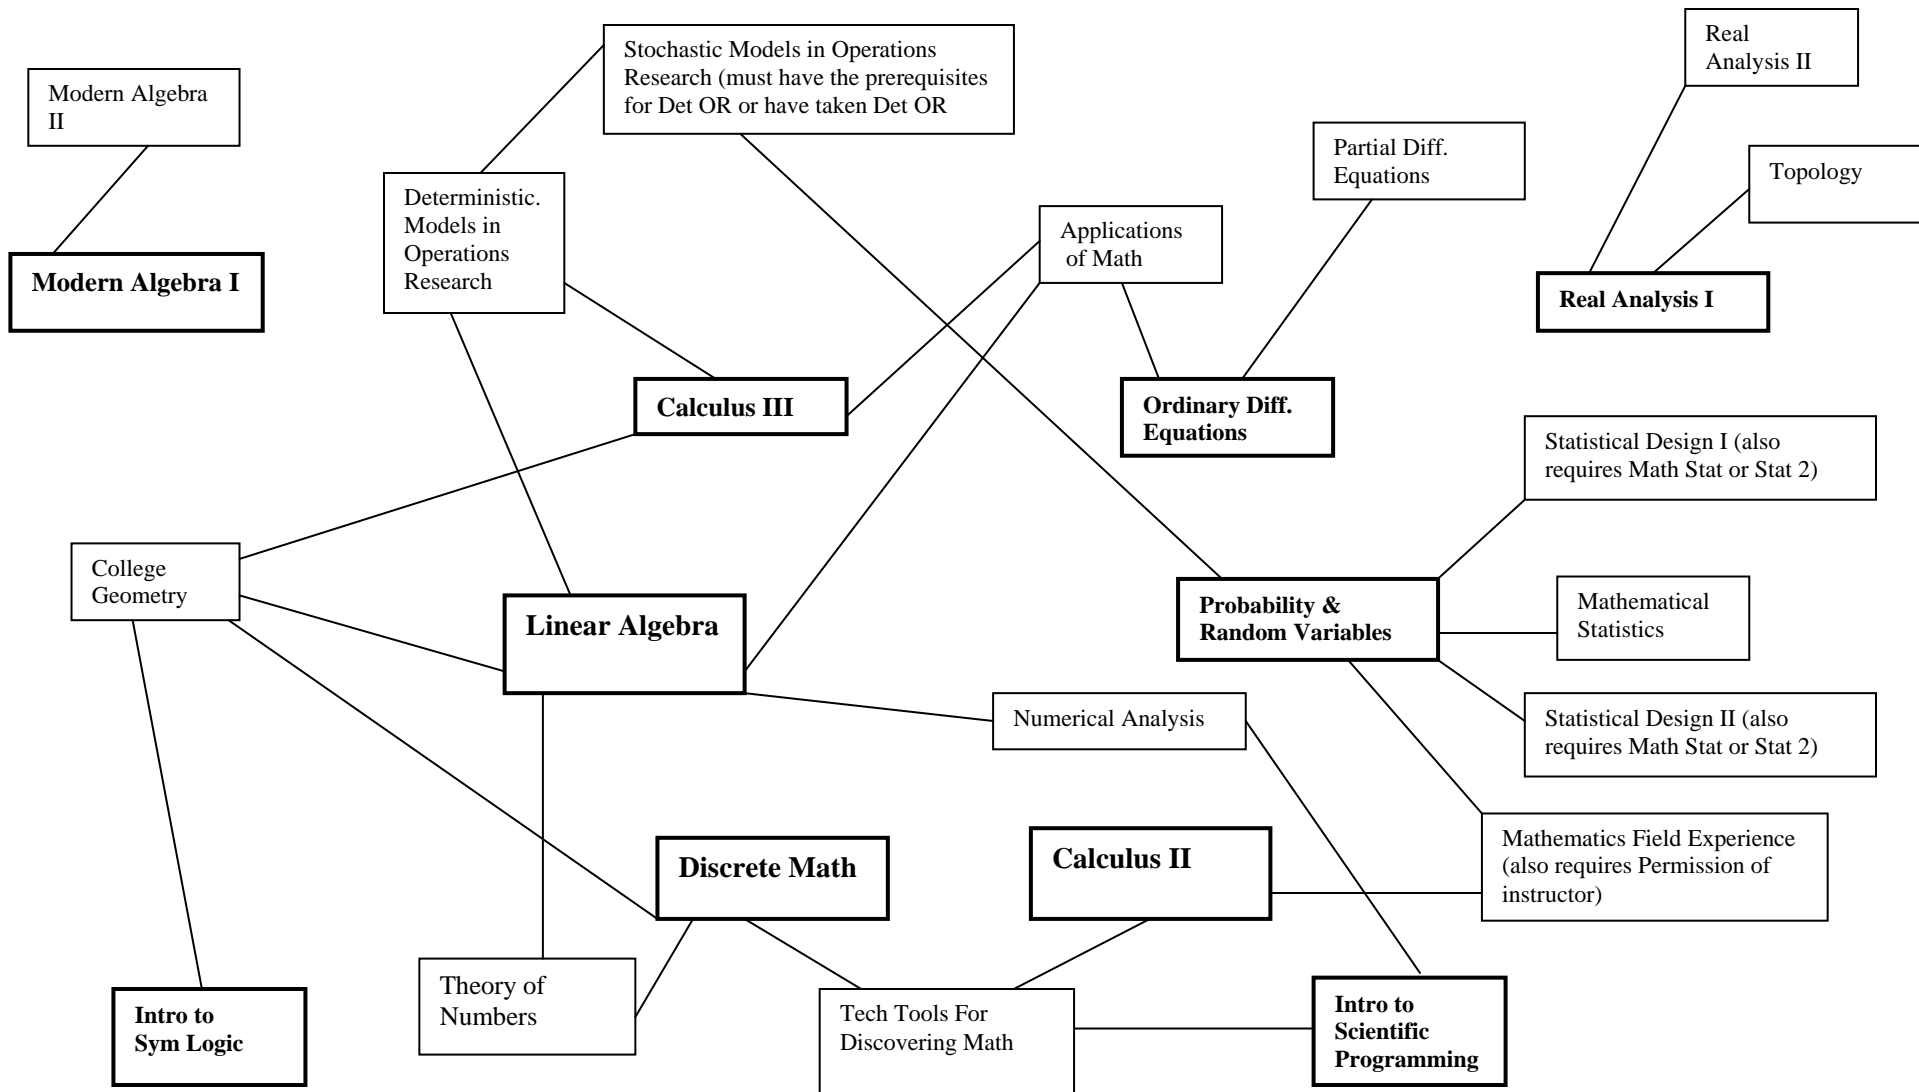 Stochastic Models in Operations
Research (must have the prerequisites
for Det OR or have taken Det OR
Real
Analysis II
Modern Algebra
II
Partial Diff.
Equations
Topology
Deterministic.
Models in
Operations
Research
Applications
of Math
Modern Algebra I
Real Analysis I
Calculus III
Ordinary Diff.
Equations
Statistical Design I (also
requires Math Stat or Stat 2)
College
Geometry
Linear Algebra
Probability &
Random Variables
Mathematical
Statistics
Numerical Analysis
Statistical Design II (also
requires Math Stat or Stat 2)
Discrete Math
Calculus II
Mathematics Field Experience
(also requires Permission of
instructor)
Intro to
Sym Logic
Theory of
Numbers
Tech Tools For
Discovering Math
Intro to
Scientific
Programming